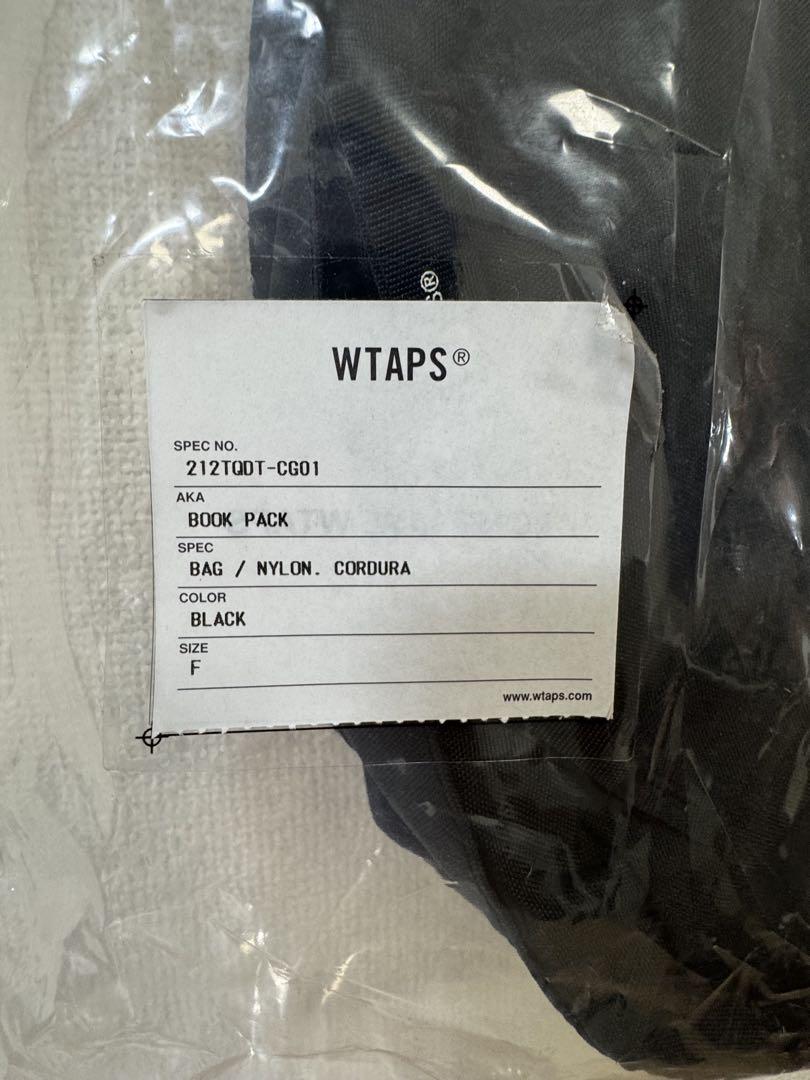 S®
WTAPS®
SPEC NO.
212TQDT-CG01
AKA
BOOK PACK
SPEC
BAG / NYLON. CORDURA
COLOR
BLACK
SIZE
F
www.wtaps.com